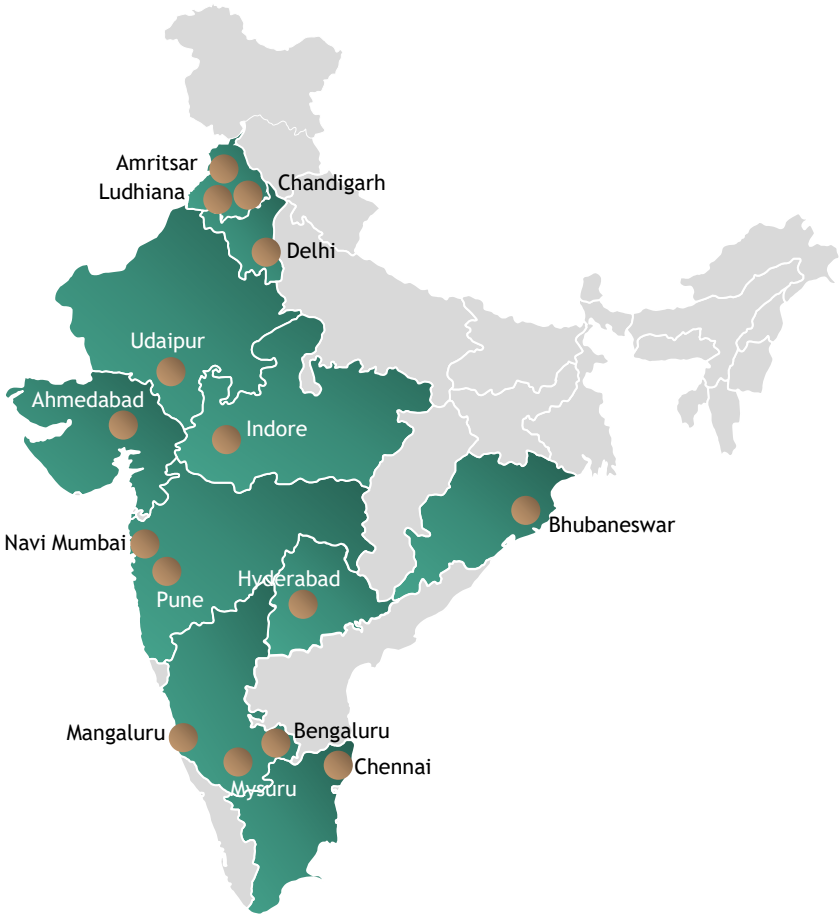 Amritsar
Ludhiana
Chandigarh
Delhi
Udaipur
Ahmedabad
Indore
Bhubaneswar
Navi Mumbai
Hyderabad
Pune
Mangaluru
Bengaluru
Chennai
Mysuru